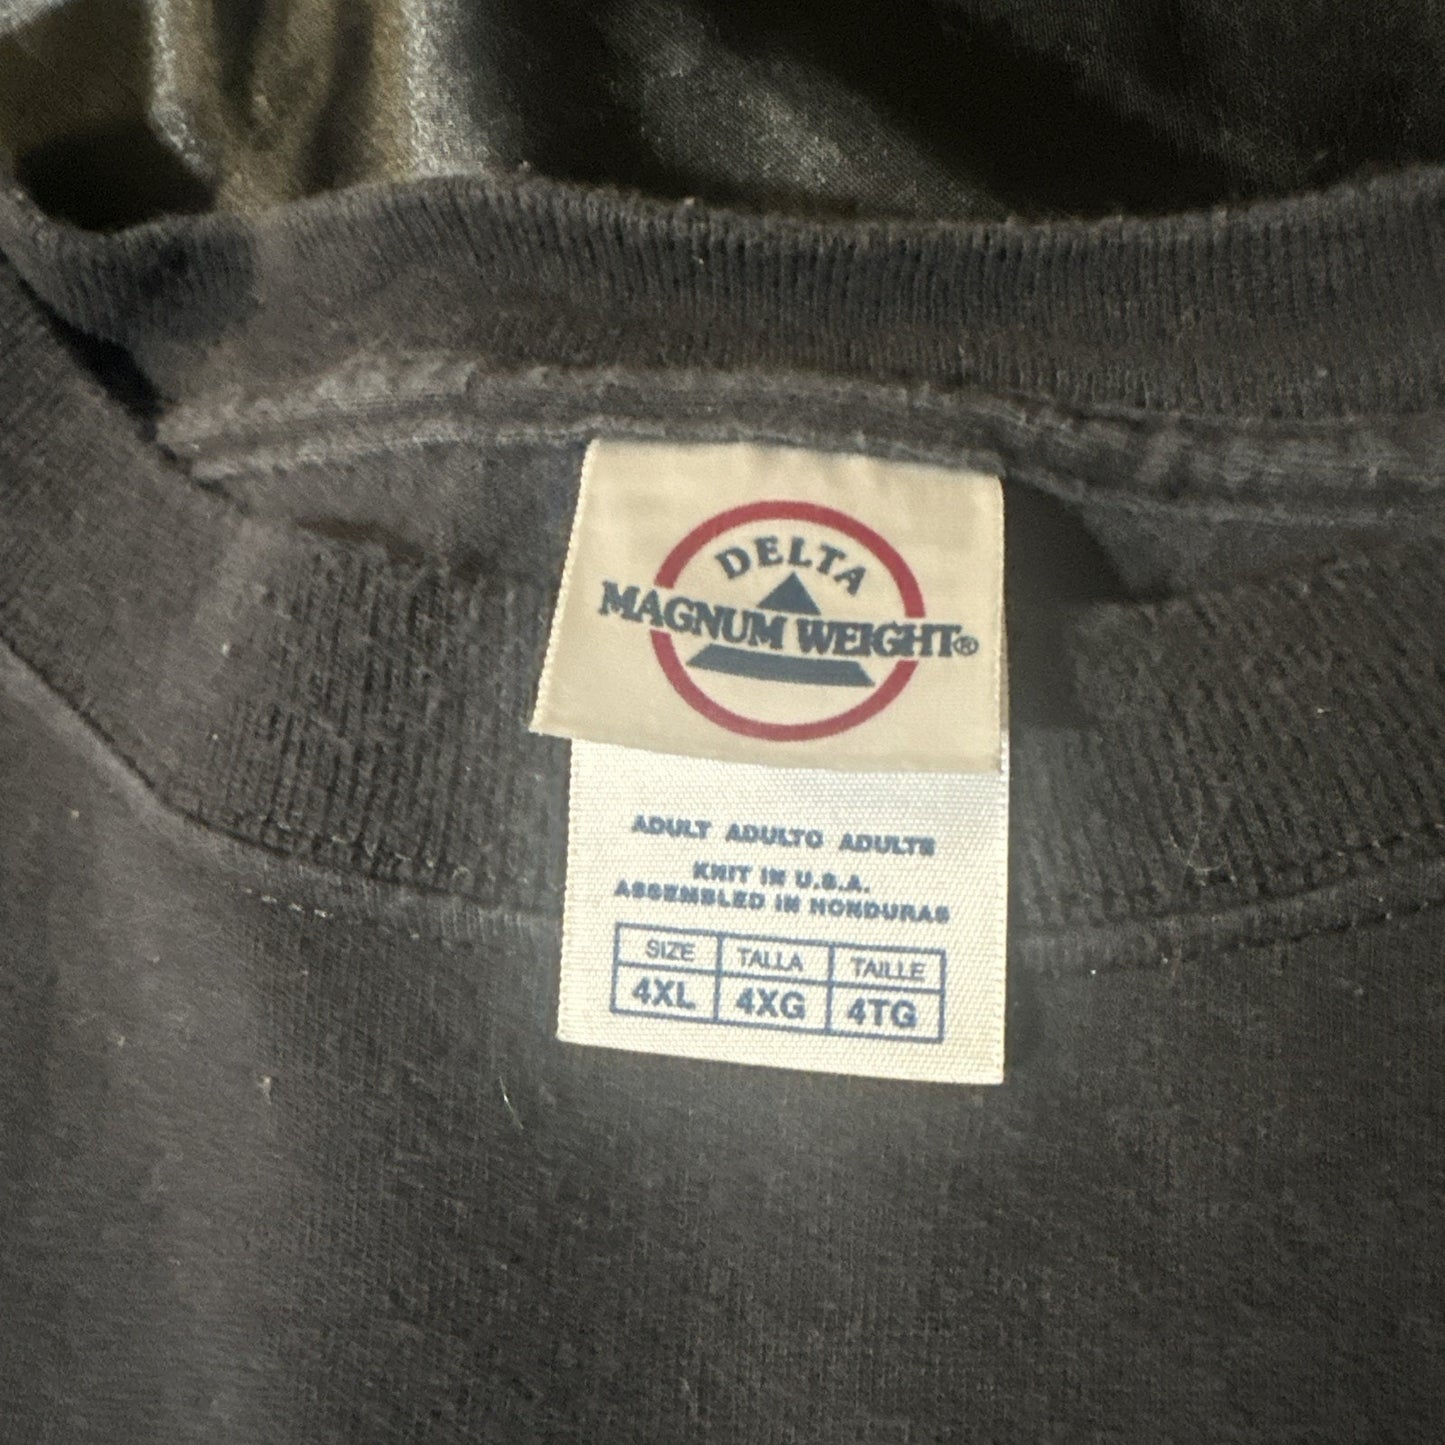 DELTA
MAGNUM WEIGHT®
ADULT ADULTO ADULTE
KNIT IN U.S.A.
ASSEMBLED IN HONDURAS
SIZE TALLA TAILLE
4XL 4XG 4TG